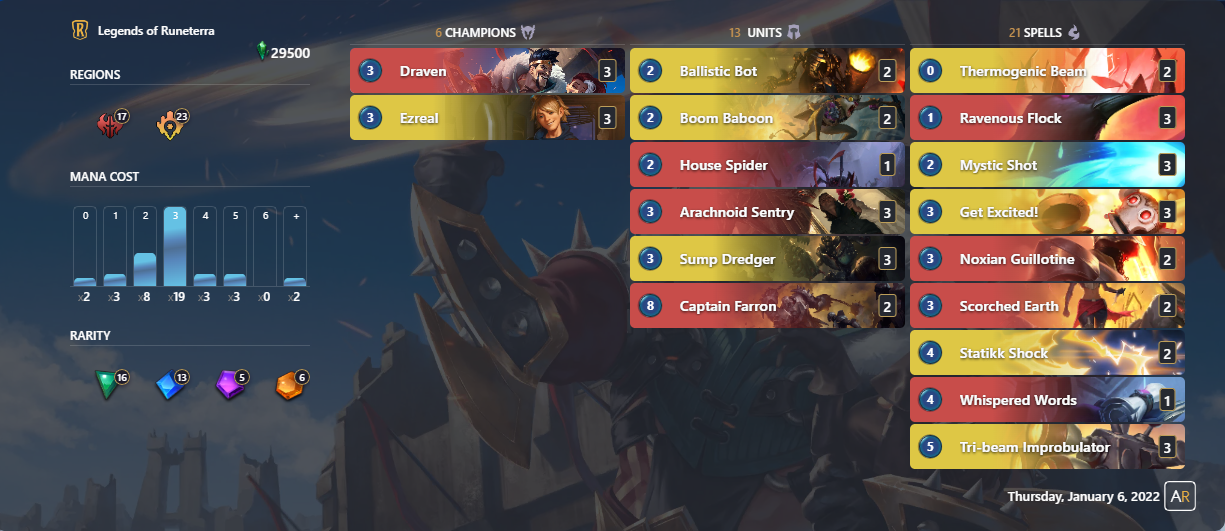 Legends of Runeterra
29500
REGIONS
17 23
MANA COST
0 1 2 3 4 5 6 +
x2 x3 x8 x19 x3 x3 x0 x2
RARITY
16 13 5 6
6 CHAMPIONS
3 Draven 3
3 Ezreal 3
13 UNITS
2 Ballistic Bot 2
2 Boom Baboon 2
2 House Spider 1
3 Arachnoid Sentry 3
3 Sump Dredger 3
8 Captain Farron 2
21 SPELLS
0 Thermogenic Beam 2
1 Ravenous Flock 3
2 Mystic Shot 3
3 Get Excited! 3
3 Noxian Guillotine 2
3 Scorched Earth 2
4 Statikk Shock 2
4 Whispered Words 1
5 Tri-beam Improbulator 3
Thursday, January 6, 2022 AR